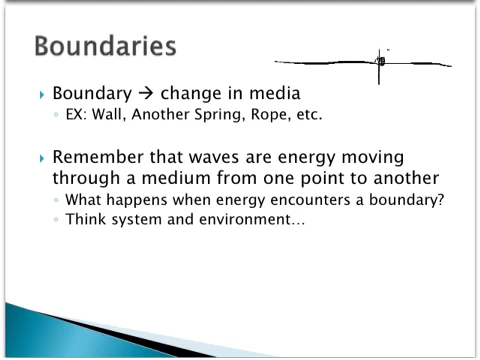 Boundaries
Boundary → change in media
EX: Wall, Another Spring, Rope, etc.
Remember that waves are energy moving
through a medium from one point to another
What happens when energy encounters a boundary?
Think system and environment…